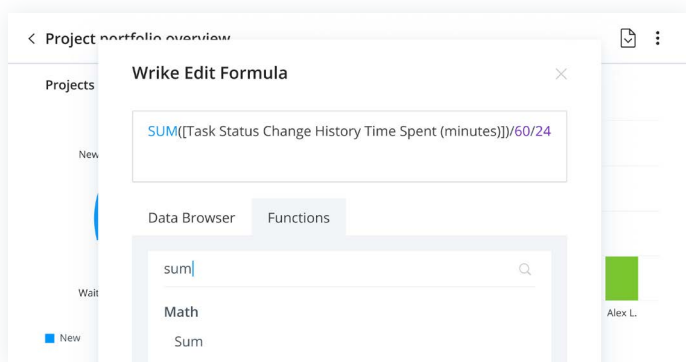 Project portfolio overview
Wrike Edit Formula
Projects
SUM([Task Status Change History Time Spent (minutes)])/60/24
New
Data Browser
Functions
sum
Wait
Math
Alex L.
New
Sum